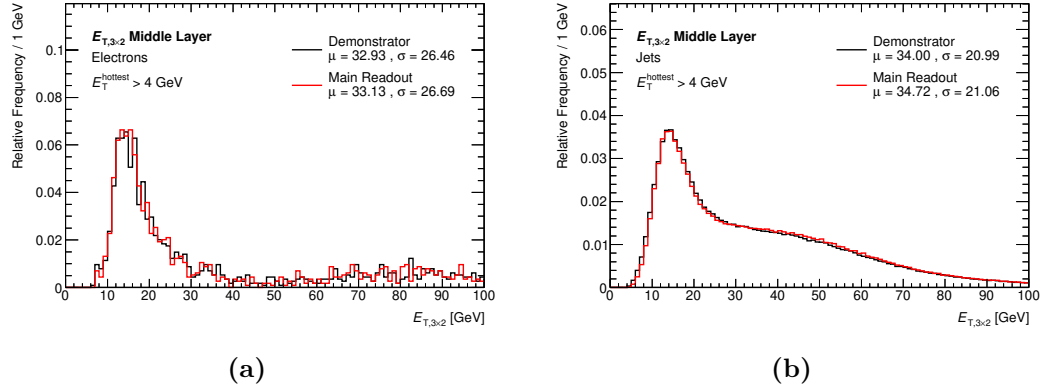 Relative Frequency / 1 GeV
0.1
0.08
0.06
0.04
0.02
0
E_T,3×2 Middle Layer
Electrons
E_T^hottest > 4 GeV
Demonstrator
μ = 32.93 , σ = 26.46
Main Readout
μ = 33.13 , σ = 26.69
0 10 20 30 40 50 60 70 80 90 100
E_T,3×2 [GeV]
(a)
Relative Frequency / 1 GeV
0.06
0.05
0.04
0.03
0.02
0.01
0
E_T,3×2 Middle Layer
Jets
E_T^hottest > 4 GeV
Demonstrator
μ = 34.00 , σ = 20.99
Main Readout
μ = 34.72 , σ = 21.06
0 10 20 30 40 50 60 70 80 90 100
E_T,3×2 [GeV]
(b)